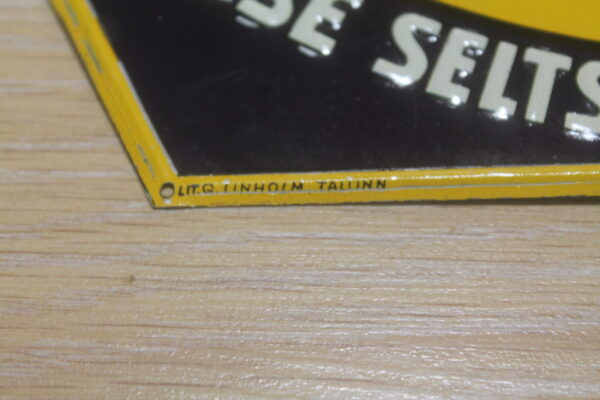 SE SELTS
LIT. G. LINHOLM, TALLINN